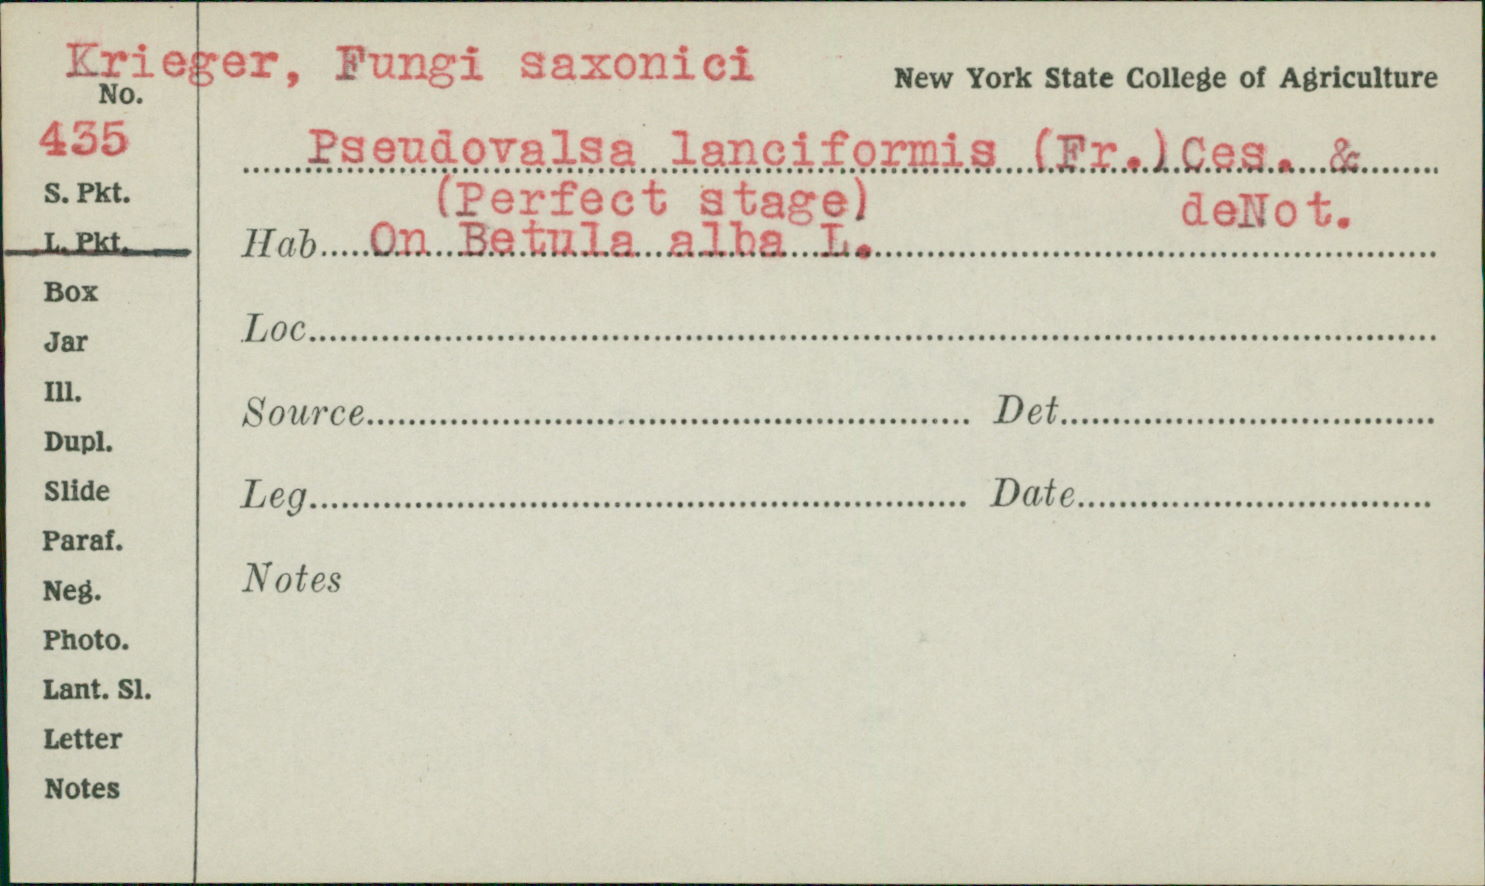 Krieger, Fungi saxonici
New York State College of Agriculture
No.
435
Pseudovalsa lanciformis (Fr.)Ces. &
(Perfect stage) deNot.
S. Pkt.
L. Pkt.
Hab. On Betula alba L.
Box
Loc.
Jar
Ill.
Source Det.
Dupl.
Slide
Leg. Date
Paraf.
Neg.
Notes
Photo.
Lant. Sl.
Letter
Notes